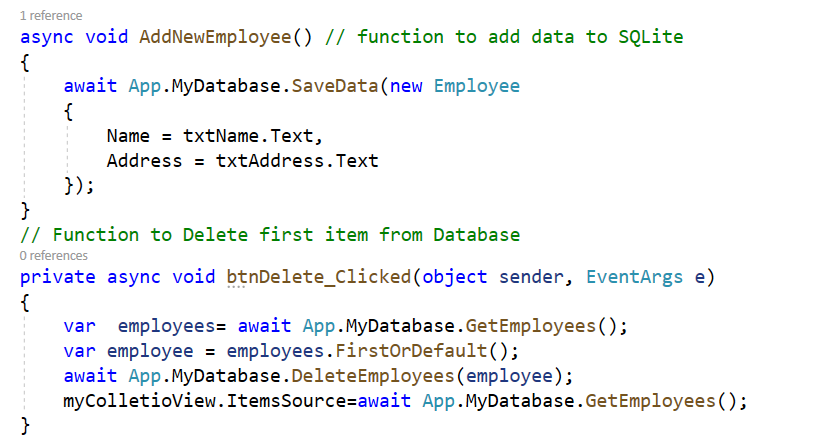 1 reference
async void AddNewEmployee() // function to add data to SQLite
{
await App.MyDatabase.SaveData(new Employee
{
Name = txtName.Text,
Address = txtAddress.Text
});
}
// Function to Delete first item from Database
0 references
private async void btnDelete_Clicked(object sender, EventArgs e)
{
var  employees= await App.MyDatabase.GetEmployees();
var employee = employees.FirstOrDefault();
await App.MyDatabase.DeleteEmployees(employee);
myColletioView.ItemsSource=await App.MyDatabase.GetEmployees();
}